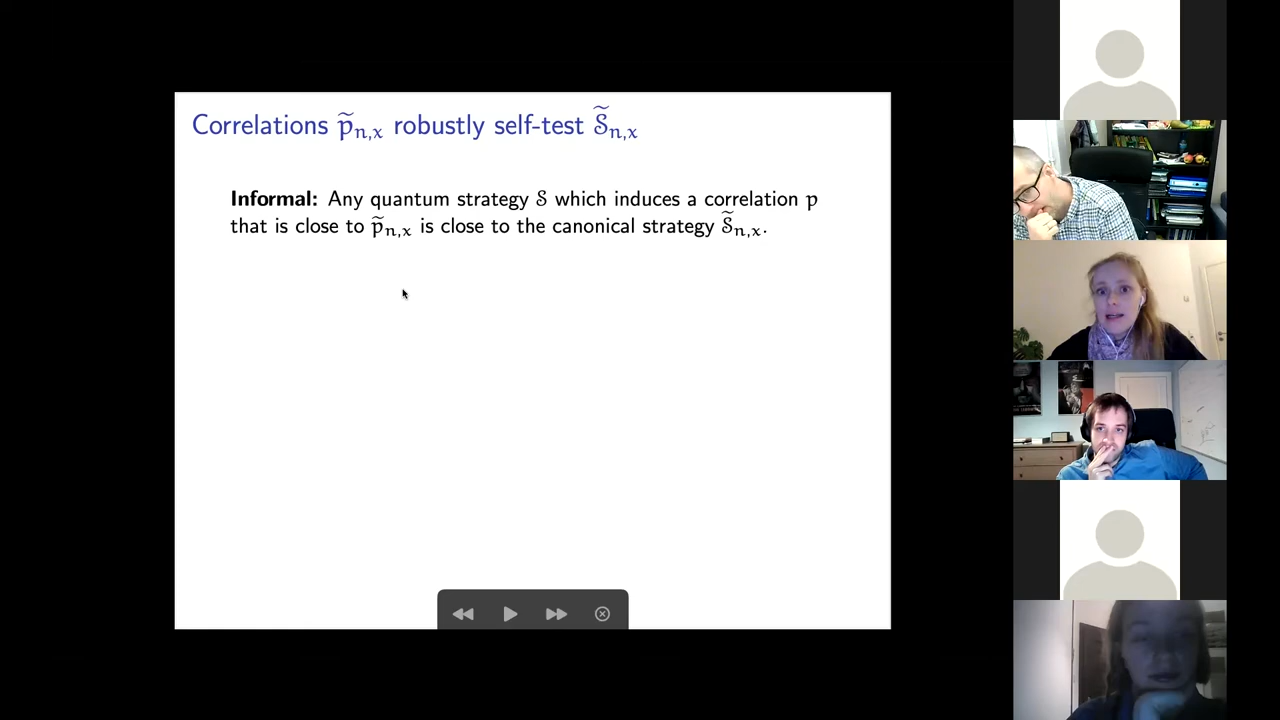 Correlations p̃ₙ,ₓ robustly self-test S̃ₙ,ₓ
Informal: Any quantum strategy S which induces a correlation p
that is close to p̃ₙ,ₓ is close to the canonical strategy S̃ₙ,ₓ.